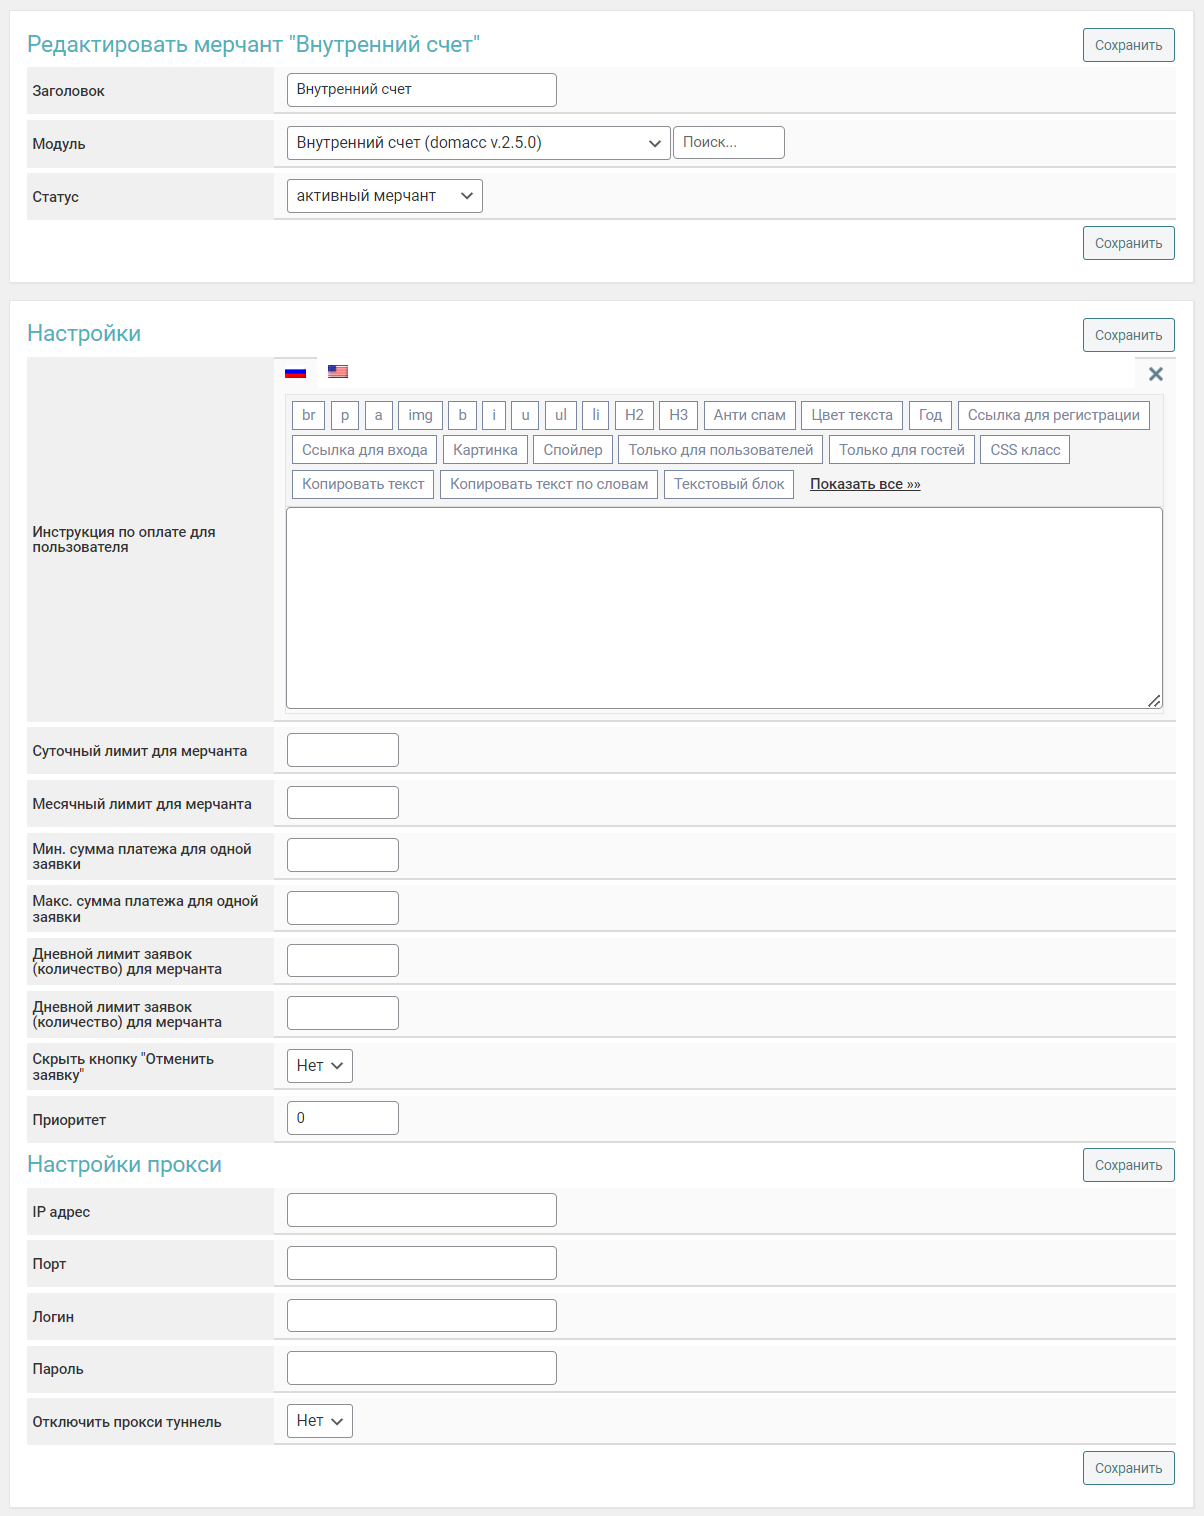 Редактировать мерчант "Внутренний счет"
Сохранить
Заголовок
Внутренний счет
Модуль
Внутренний счет (domacc v.2.5.0)
Поиск...
Статус
активный мерчант
Сохранить
Настройки
Сохранить
br p a img b i u ul li H2 H3 Анти спам Цвет текста Год Ссылка для регистрации
Ссылка для входа Картинка Спойлер Только для пользователей Только для гостей CSS класс
Копировать текст Копировать текст по словам Текстовый блок Показать все »»
Инструкция по оплате для
пользователя
Суточный лимит для мерчанта
Месячный лимит для мерчанта
Мин. сумма платежа для одной
заявки
Макс. сумма платежа для одной
заявки
Дневной лимит заявок
(количество) для мерчанта
Дневной лимит заявок
(количество) для мерчанта
Скрыть кнопку "Отменить
заявку"
Нет
Приоритет
0
Настройки прокси
Сохранить
IP адрес
Порт
Логин
Пароль
Отключить прокси туннель
Нет
Сохранить